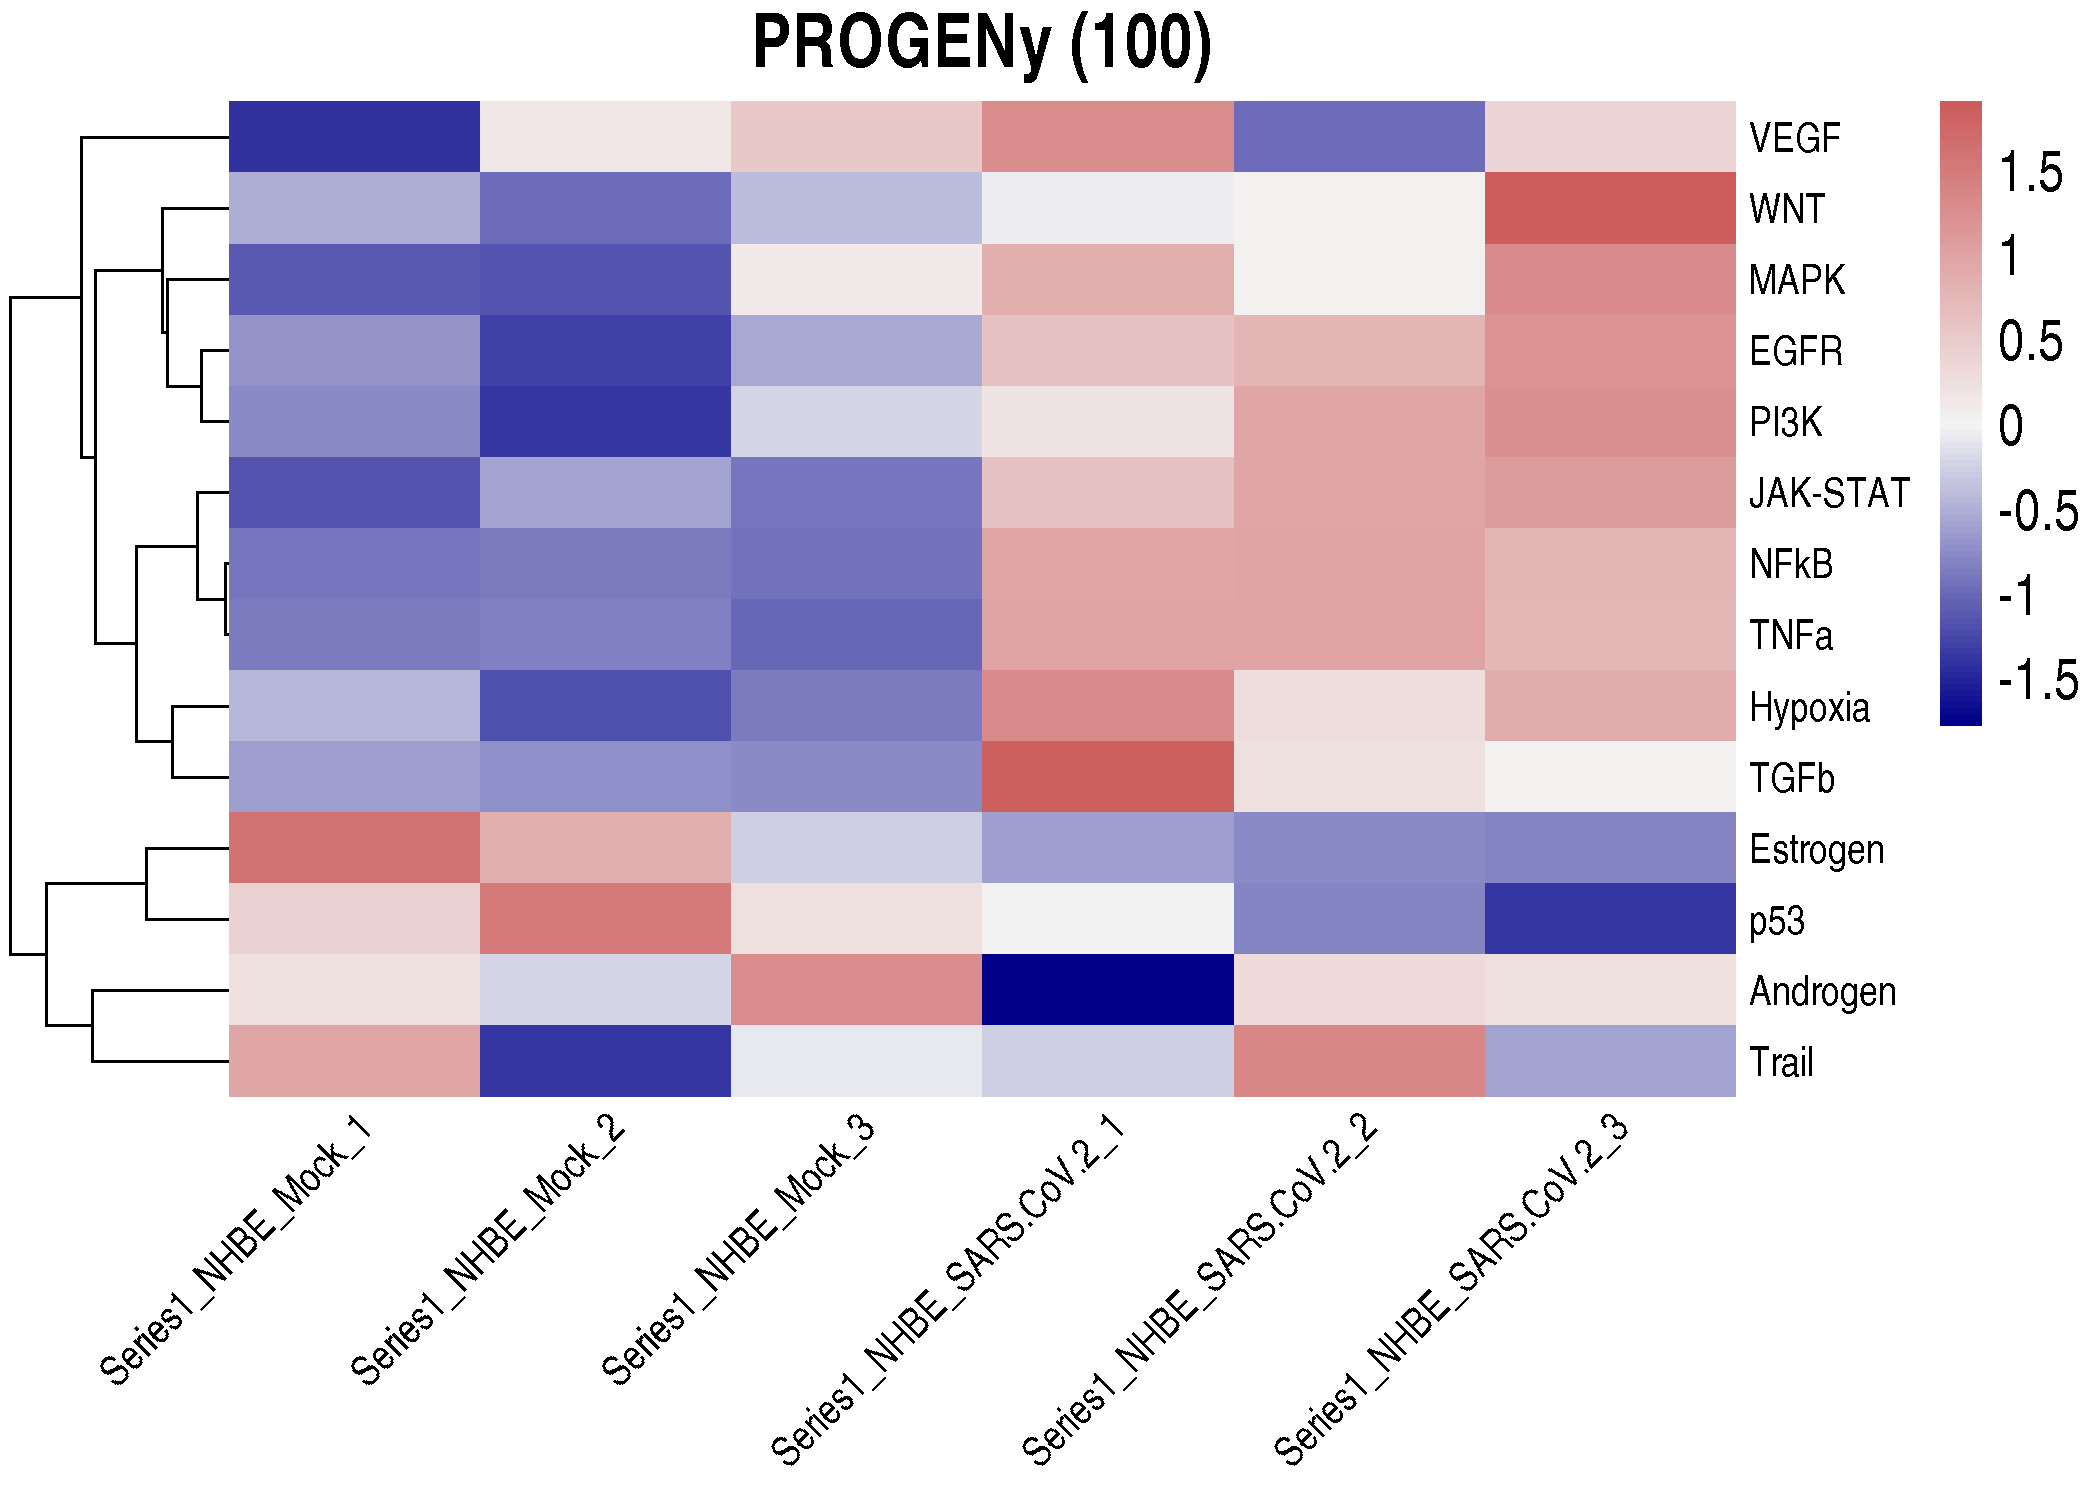 PROGENy (100)
VEGF
WNT
MAPK
EGFR
PI3K
JAK-STAT
NFkB
TNFa
Hypoxia
TGFb
Estrogen
p53
Androgen
Trail
1.5
1
0.5
0
-0.5
-1
-1.5
Series1_NHBE_Mock_1
Series1_NHBE_Mock_2
Series1_NHBE_Mock_3
Series1_NHBE_SARS.CoV.2_1
Series1_NHBE_SARS.CoV.2_2
Series1_NHBE_SARS.CoV.2_3